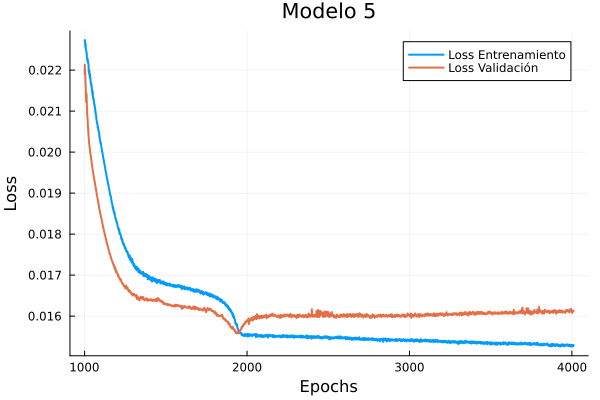 Modelo 5
Loss Entrenamiento
Loss Validación
Loss
0.022
0.021
0.020
0.019
0.018
0.017
0.016
1000
2000
3000
4000
Epochs